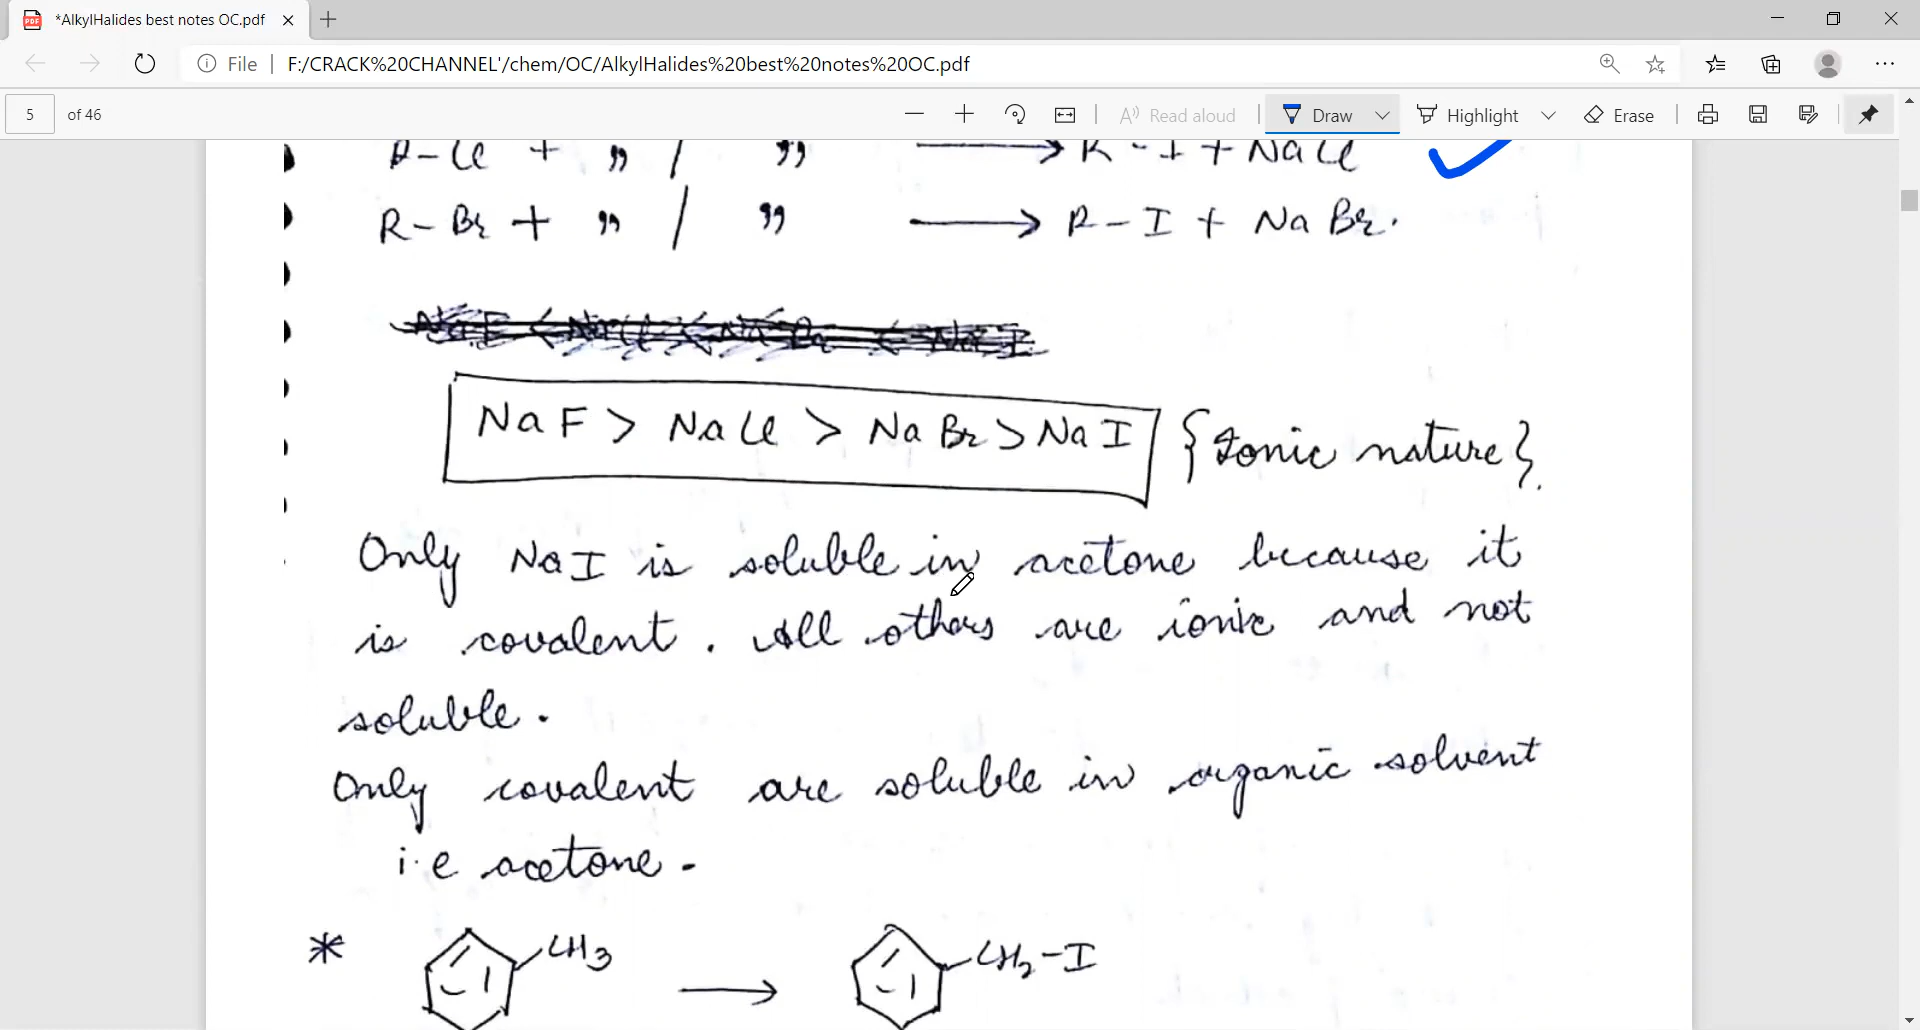 *AlkylHalides best notes OC.pdf
File | F:/CRACK%20CHANNEL'/chem/OC/AlkylHalides%20best%20notes%20OC.pdf
5 of 46 Read aloud Draw Highlight Erase
R-Cl + " / " ⟶ R-I + NaCl
R-Br + " / " ⟶ R-I + NaBr.
NaF > NaCl > NaBr > NaI {Ionic nature}.
Only NaI is soluble in acetone because it
is covalent. All others are ionic and not
soluble.
Only covalent are soluble in organic solvent
i.e acetone.
* CH3 ⟶ CH2-I